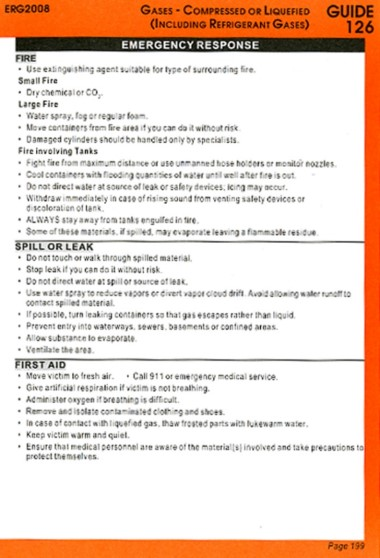 ERG2008
GASES - COMPRESSED OR LIQUEFIED
(INCLUDING REFRIGERANT GASES)
GUIDE
126
EMERGENCY RESPONSE
FIRE
• Use extinguishing agent suitable for type of surrounding fire.
Small Fire
• Dry chemical or CO2.
Large Fire
• Water spray, fog or regular foam.
• Move containers from fire area if you can do it without risk.
• Damaged cylinders should be handled only by specialists.
Fire involving Tanks
• Fight fire from maximum distance or use unmanned hose holders or monitor nozzles.
• Cool containers with flooding quantities of water until well after fire is out.
• Do not direct water at source of leak or safety devices; icing may occur.
• Withdraw immediately in case of rising sound from venting safety devices or
discoloration of tank.
• ALWAYS stay away from tanks engulfed in fire.
• Some of these materials, if spilled, may evaporate leaving a flammable residue.
SPILL OR LEAK
• Do not touch or walk through spilled material.
• Stop leak if you can do it without risk.
• Do not direct water at spill or source of leak.
• Use water spray to reduce vapors or divert vapor cloud drift. Avoid allowing water runoff to
contact spilled material.
• If possible, turn leaking containers so that gas escapes rather than liquid.
• Prevent entry into waterways, sewers, basements or confined areas.
• Allow substance to evaporate.
• Ventilate the area.
FIRST AID
• Move victim to fresh air. • Call 911 or emergency medical service.
• Give artificial respiration if victim is not breathing.
• Administer oxygen if breathing is difficult.
• Remove and isolate contaminated clothing and shoes.
• In case of contact with liquefied gas, thaw frosted parts with lukewarm water.
• Keep victim warm and quiet.
• Ensure that medical personnel are aware of the material(s) involved and take precautions to
protect themselves.
Page 199